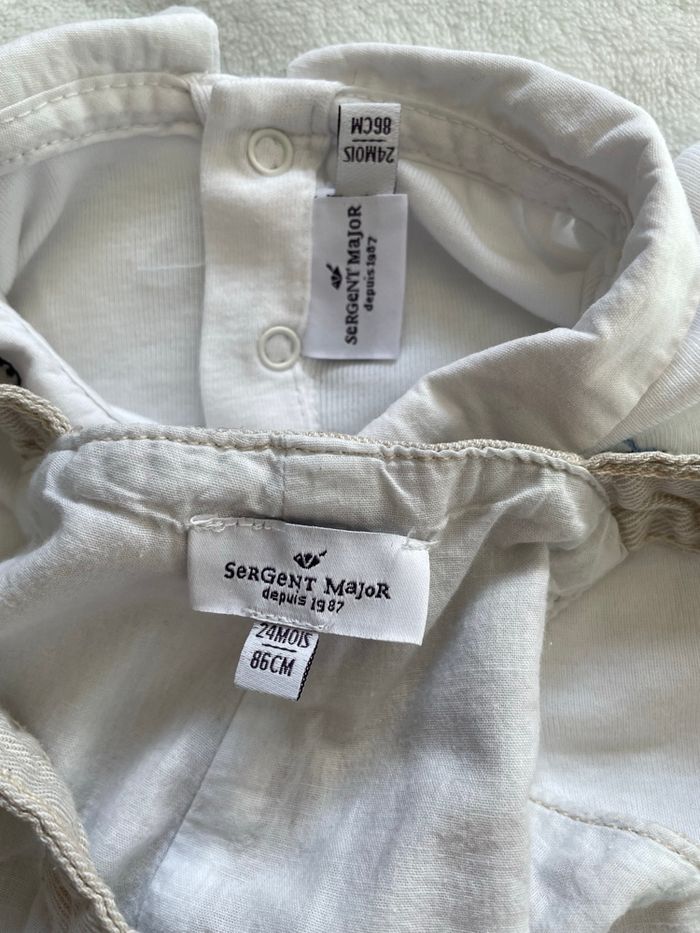 24MOIS
86CM
SeRGeNT MaJoR
depuis 1987
SeRGeNT MaJoR
depuis 1987
24MOIS
86CM